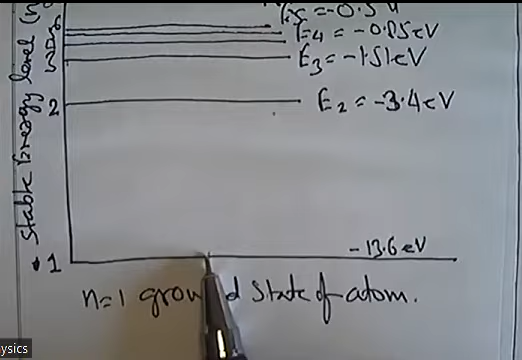 E₄ = -0.85eV
E₃ = -1.51eV
2
E₂ = -3.4eV
Stable Energy level
-13.6eV
1
n=1 ground state of atom.
ysics